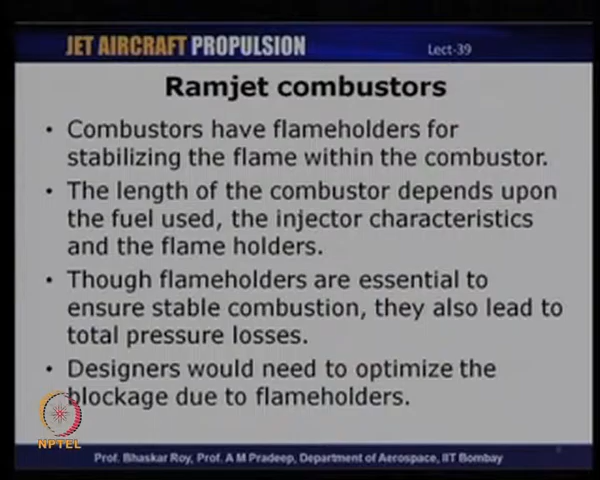 JET AIRCRAFT PROPULSION
Lect-39
Ramjet combustors
• Combustors have flameholders for
stabilizing the flame within the combustor.
• The length of the combustor depends upon
the fuel used, the injector characteristics
and the flame holders.
• Though flameholders are essential to
ensure stable combustion, they also lead to
total pressure losses.
• Designers would need to optimize the
blockage due to flameholders.
NPTEL
Prof. Bhaskar Roy, Prof. A M Pradeep, Department of Aerospace, IIT Bombay